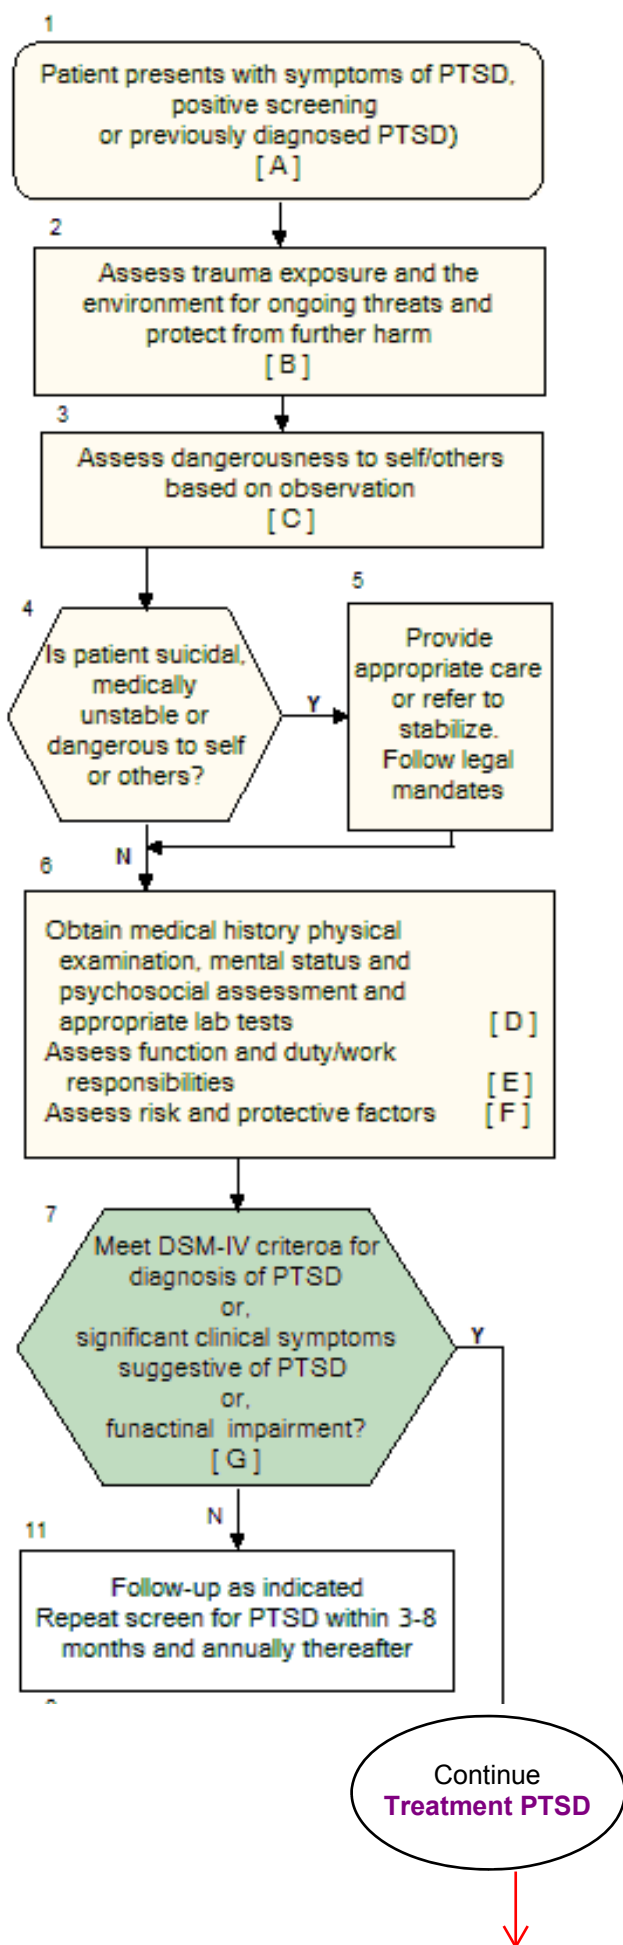 1
Patient presents with symptoms of PTSD,
positive screening
or previously diagnosed PTSD)
[ A ]
2
Assess trauma exposure and the
environment for ongoing threats and
protect from further harm
[ B ]
3
Assess dangerousness to self/others
based on observation
[ C ]
4
Is patient suicidal,
medically
unstable or
dangerous to self
or others?
Y
5
Provide
appropriate care
or refer to
stabilize.
Follow legal
mandates
N
6
Obtain medical history physical
examination, mental status and
psychosocial assessment and
appropriate lab tests [ D ]
Assess function and duty/work
responsibilities [ E ]
Assess risk and protective factors [ F ]
7
Meet DSM-IV criteroa for
diagnosis of PTSD
or,
significant clinical symptoms
suggestive of PTSD
or,
funactinal impairment?
[ G ]
Y
N
11
Follow-up as indicated
Repeat screen for PTSD within 3-8
months and annually thereafter
Continue
Treatment PTSD